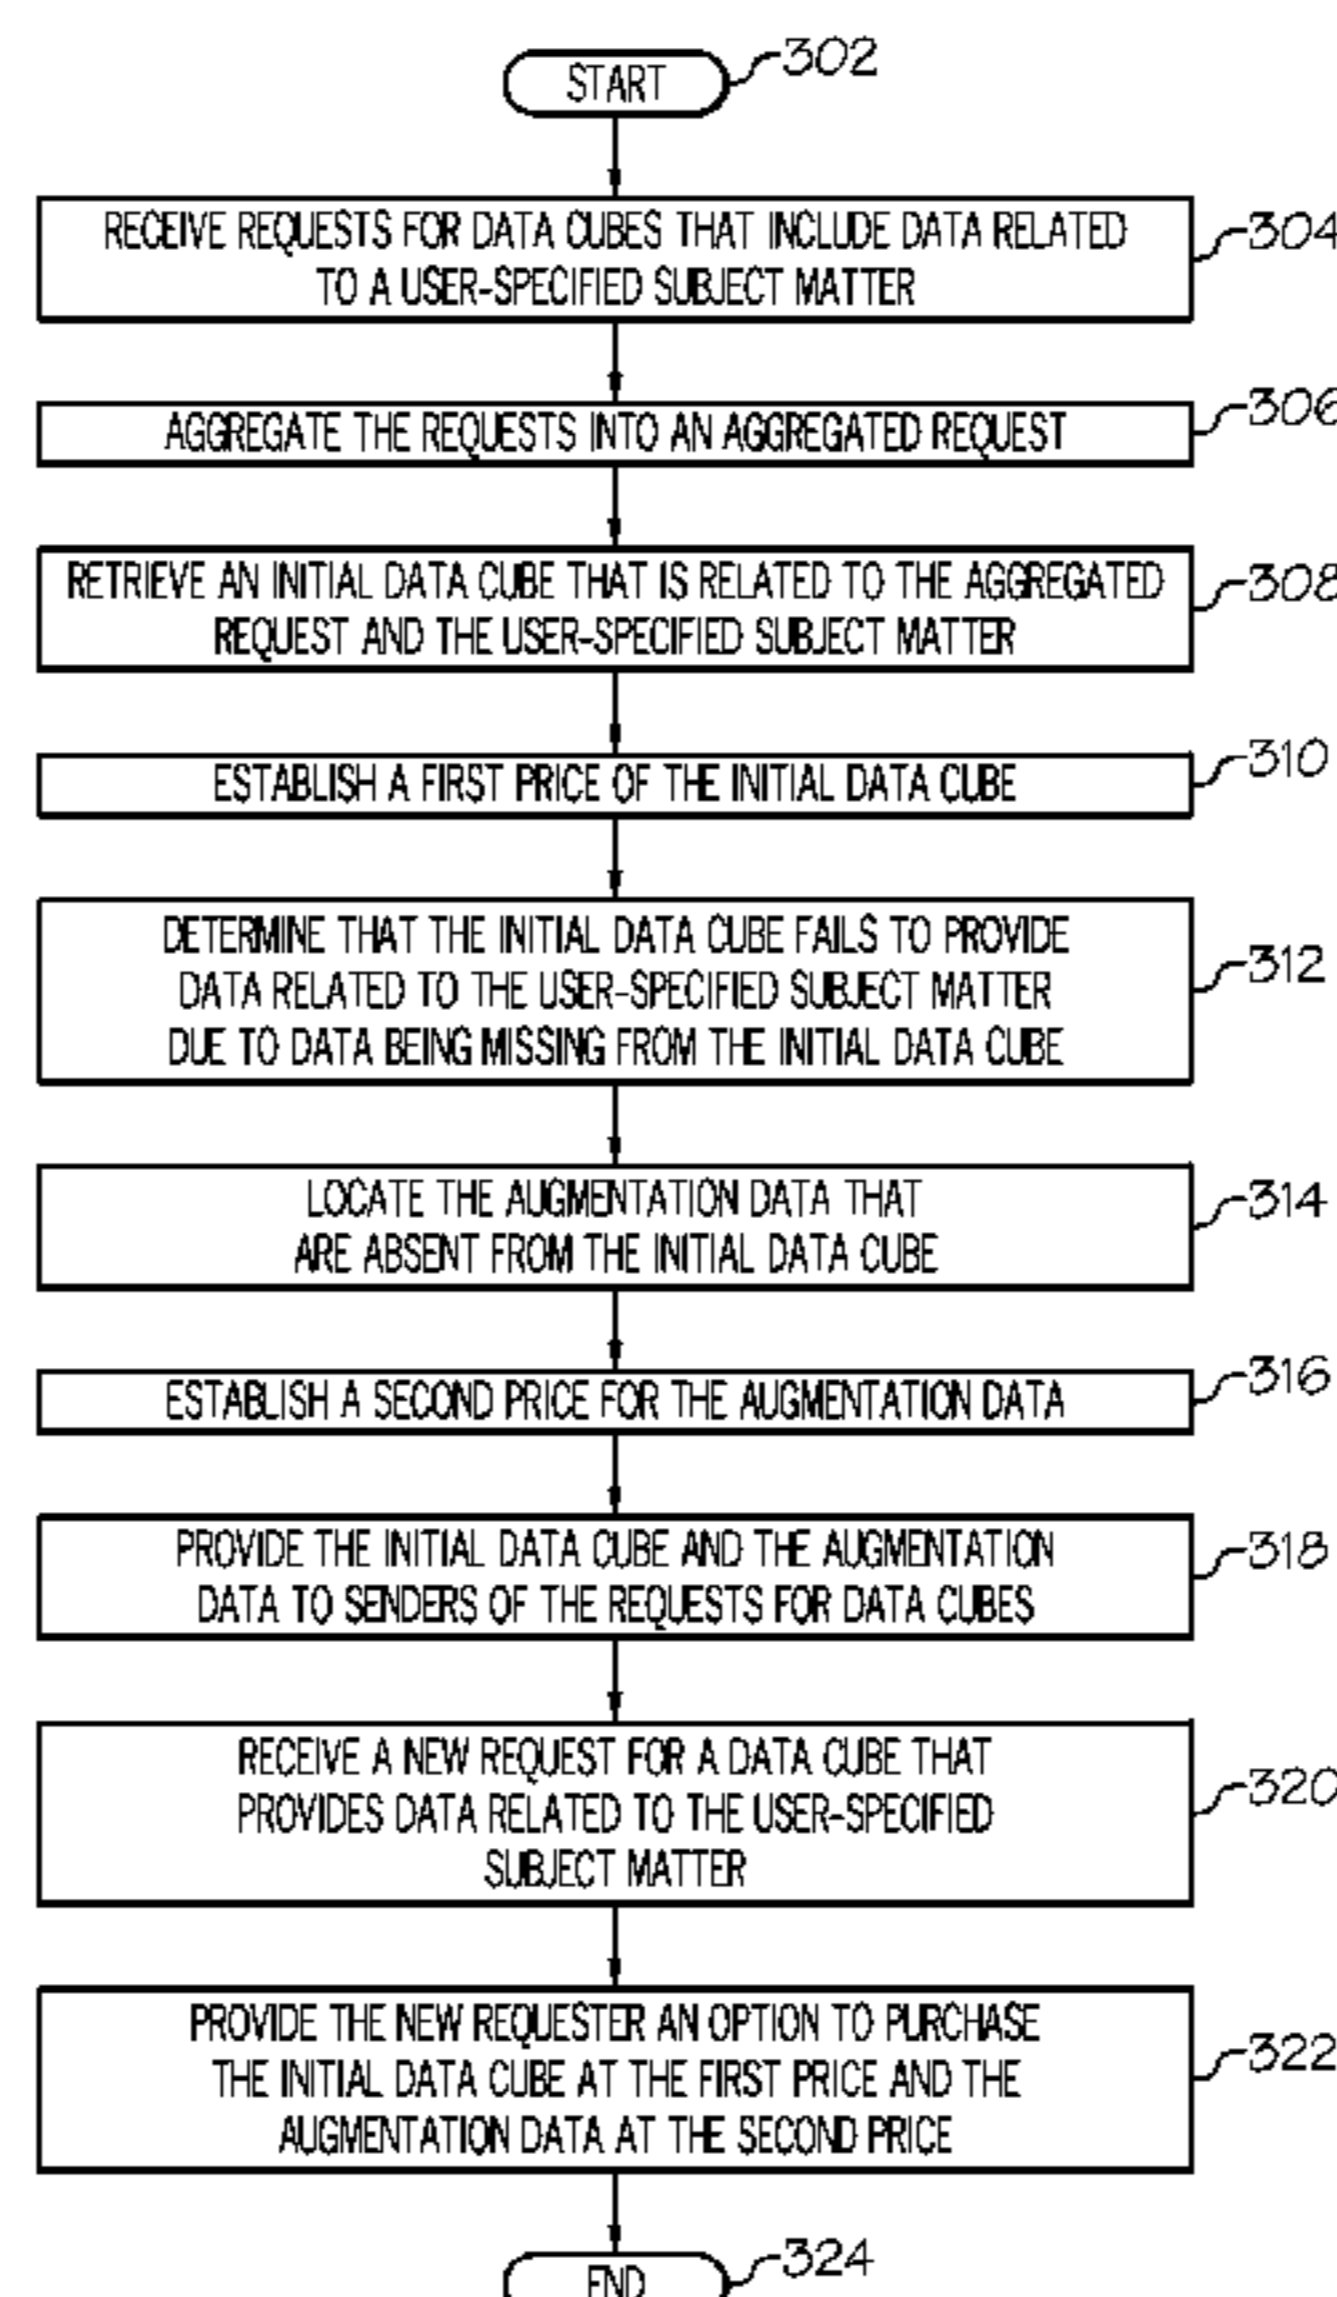 START
302
RECEIVE REQUESTS FOR DATA CUBES THAT INCLUDE DATA RELATED
TO A USER-SPECIFIED SUBJECT MATTER
304
AGGREGATE THE REQUESTS INTO AN AGGREGATED REQUEST
306
RETRIEVE AN INITIAL DATA CUBE THAT IS RELATED TO THE AGGREGATED
REQUEST AND THE USER-SPECIFIED SUBJECT MATTER
308
ESTABLISH A FIRST PRICE OF THE INITIAL DATA CUBE
310
DETERMINE THAT THE INITIAL DATA CUBE FAILS TO PROVIDE
DATA RELATED TO THE USER-SPECIFIED SUBJECT MATTER
DUE TO DATA BEING MISSING FROM THE INITIAL DATA CUBE
312
LOCATE THE AUGMENTATION DATA THAT
ARE ABSENT FROM THE INITIAL DATA CUBE
314
ESTABLISH A SECOND PRICE FOR THE AUGMENTATION DATA
316
PROVIDE THE INITIAL DATA CUBE AND THE AUGMENTATION
DATA TO SENDERS OF THE REQUESTS FOR DATA CUBES
318
RECEIVE A NEW REQUEST FOR A DATA CUBE THAT
PROVIDES DATA RELATED TO THE USER-SPECIFIED
SUBJECT MATTER
320
PROVIDE THE NEW REQUESTER AN OPTION TO PURCHASE
THE INITIAL DATA CUBE AT THE FIRST PRICE AND THE
AUGMENTATION DATA AT THE SECOND PRICE
322
END
324